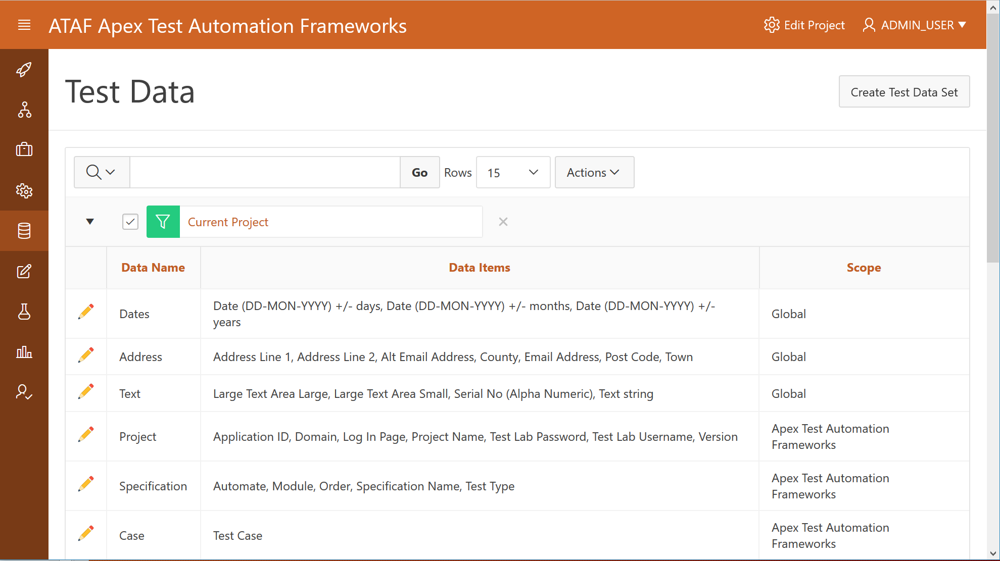 ATAF Apex Test Automation Frameworks
Edit Project
ADMIN_USER
Test Data
Create Test Data Set
Go
Rows
15
Actions
Current Project
Data Name
Data Items
Scope
Dates
Date (DD-MON-YYYY) +/- days, Date (DD-MON-YYYY) +/- months, Date (DD-MON-YYYY) +/-
years
Global
Address
Address Line 1, Address Line 2, Alt Email Address, County, Email Address, Post Code, Town
Global
Text
Large Text Area Large, Large Text Area Small, Serial No (Alpha Numeric), Text string
Global
Project
Application ID, Domain, Log In Page, Project Name, Test Lab Password, Test Lab Username, Version
Apex Test Automation
Frameworks
Specification
Automate, Module, Order, Specification Name, Test Type
Apex Test Automation
Frameworks
Case
Test Case
Apex Test Automation
Frameworks